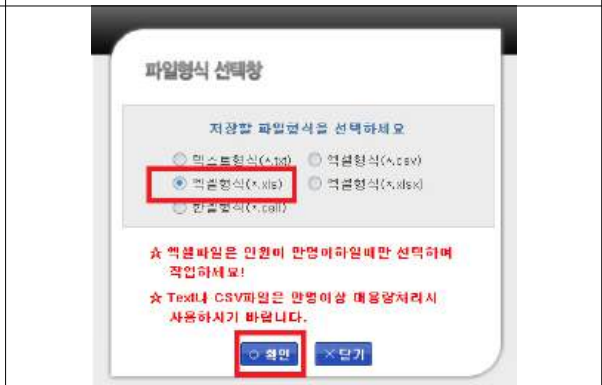 파일형식 선택창
저장할 파일형식을 선택하세요
텍스트형식(*.txt) 엑셀형식(*.csv)
엑셀형식(*.xls) 엑셀형식(*.xlsx)
한셀형식(*.cell)
☆ 엑셀파일은 인원이 만명이하일때만 선택하여
작업하세요!
☆ Text나 CSV파일은 만명이상 대용량처리시
사용하시기 바랍니다.
확인 ×닫기